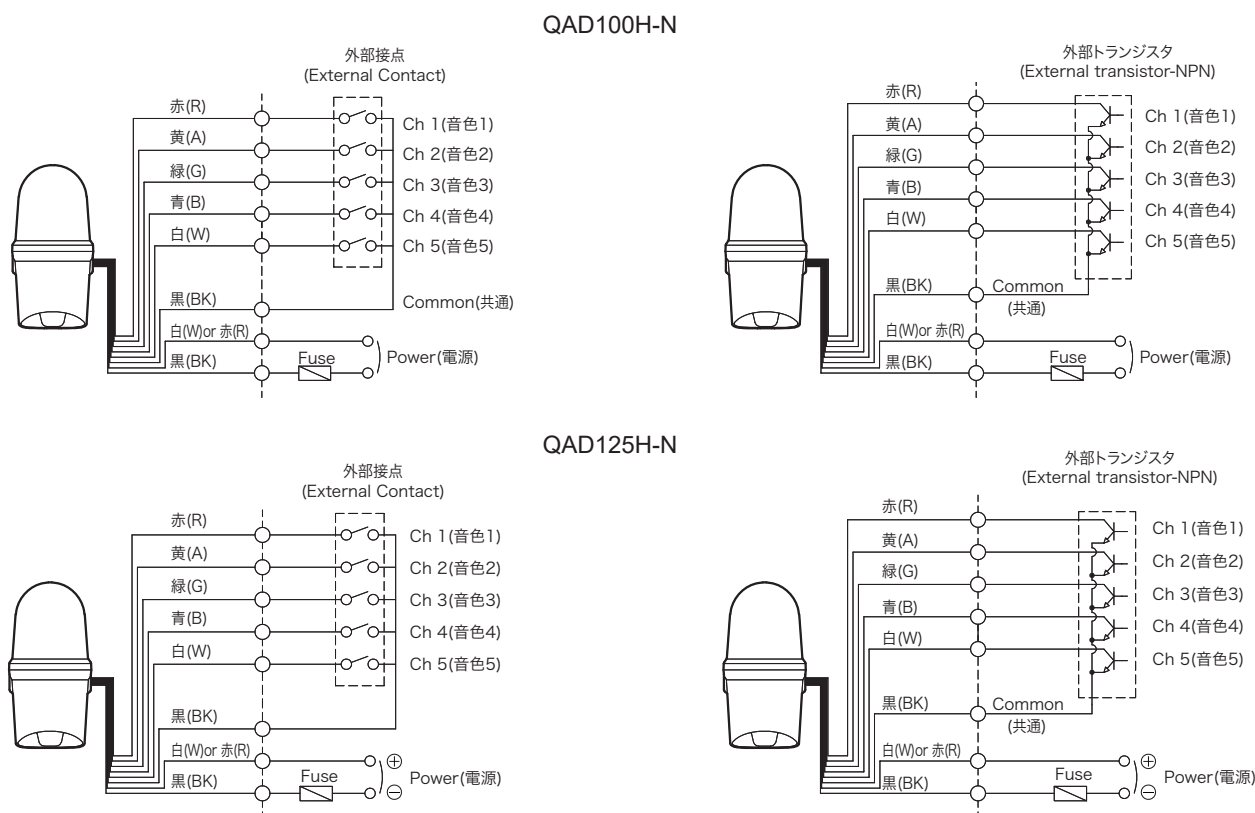 QAD100H-N
外部接点
(External Contact)
赤(R)
黄(A)
緑(G)
青(B)
白(W)
黒(BK)
白(W)or 赤(R)
黒(BK)
Ch 1(音色1)
Ch 2(音色2)
Ch 3(音色3)
Ch 4(音色4)
Ch 5(音色5)
Common(共通)
Fuse
Power(電源)
外部トランジスタ
(External transistor-NPN)
赤(R)
黄(A)
緑(G)
青(B)
白(W)
黒(BK)
白(W)or 赤(R)
黒(BK)
Ch 1(音色1)
Ch 2(音色2)
Ch 3(音色3)
Ch 4(音色4)
Ch 5(音色5)
Common
(共通)
Fuse
Power(電源)
QAD125H-N
外部接点
(External Contact)
赤(R)
黄(A)
緑(G)
青(B)
白(W)
黒(BK)
白(W)or 赤(R)
黒(BK)
Ch 1(音色1)
Ch 2(音色2)
Ch 3(音色3)
Ch 4(音色4)
Ch 5(音色5)
Fuse
⊕
⊖
Power(電源)
外部トランジスタ
(External transistor-NPN)
赤(R)
黄(A)
緑(G)
青(B)
白(W)
黒(BK)
白(W)or 赤(R)
黒(BK)
Ch 1(音色1)
Ch 2(音色2)
Ch 3(音色3)
Ch 4(音色4)
Ch 5(音色5)
Common
(共通)
Fuse
⊕
⊖
Power(電源)